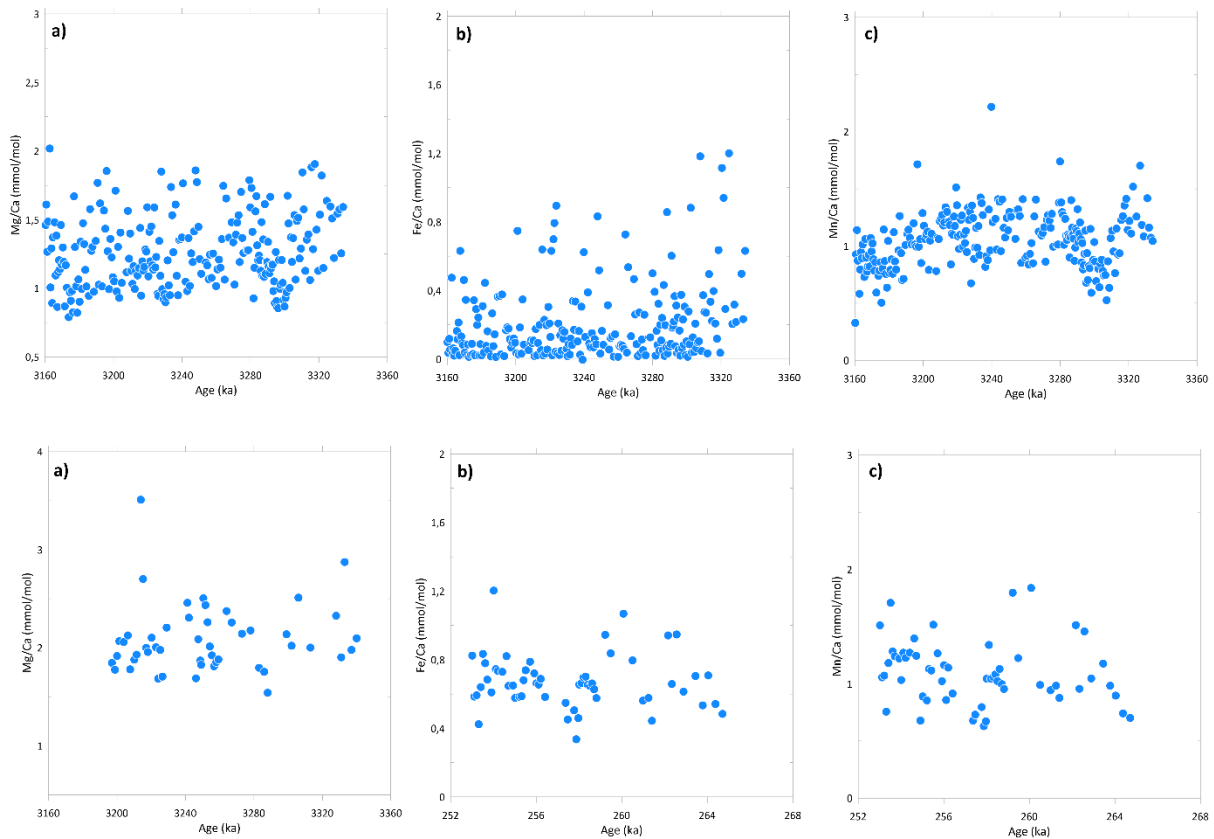 a)
Mg/Ca (mmol/mol)
3
2,5
2
1,5
1
0,5
3160 3200 3240 3280 3320 3360
Age (ka)
b)
Fe/Ca (mmol/mol)
2
1,6
1,2
0,8
0,4
0
3160 3200 3240 3280 3320 3360
Age (ka)
c)
Mn/Ca (mmol/mol)
3
2
1
0
3160 3200 3240 3280 3320 3360
Age (ka)
a)
Mg/Ca (mmol/mol)
4
3
2
1
3160 3200 3240 3280 3320 3360
Age (ka)
b)
Fe/Ca (mmol/mol)
2
1,6
1,2
0,8
0,4
0
252 256 260 264 268
Age (ka)
c)
Mn/Ca (mmol/mol)
3
2
1
0
252 256 260 264 268
Age (ka)